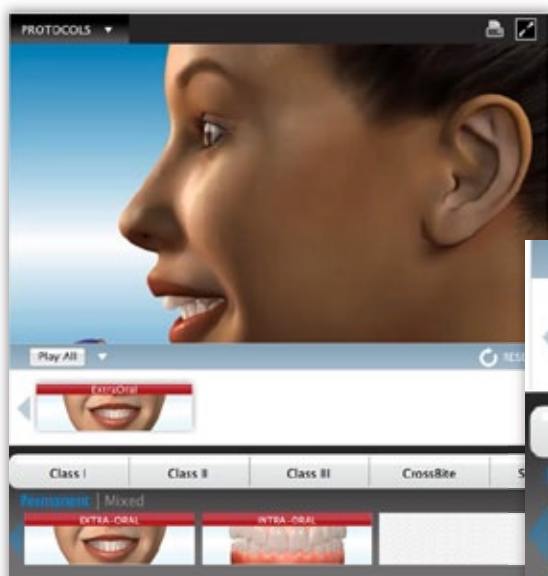 PROTOCOLS
Play All
ExtraOral
Class I Class II Class III CrossBite
Permanent | Mixed
EXTRA-ORAL INTRA-ORAL